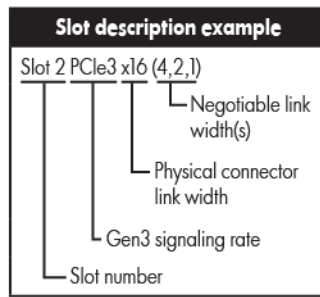 Slot description example
Slot 2 PCIe3 x16 (4,2,1)
Negotiable link
width(s)
Physical connector
link width
Gen3 signaling rate
Slot number